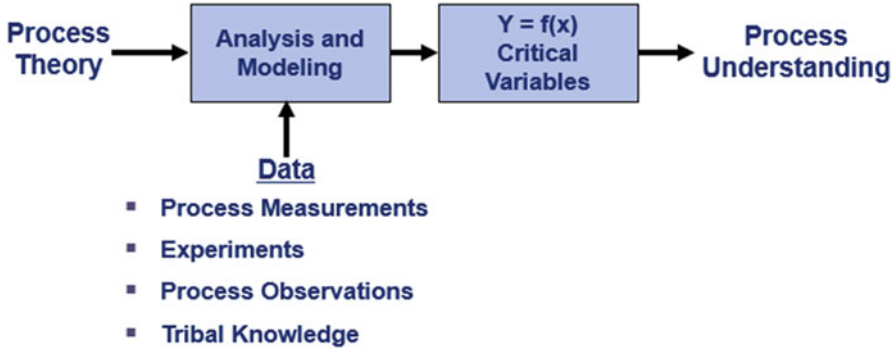 Process
Theory
Analysis and
Modeling
Y = f(x)
Critical
Variables
Process
Understanding
Data
▪ Process Measurements
▪ Experiments
▪ Process Observations
▪ Tribal Knowledge